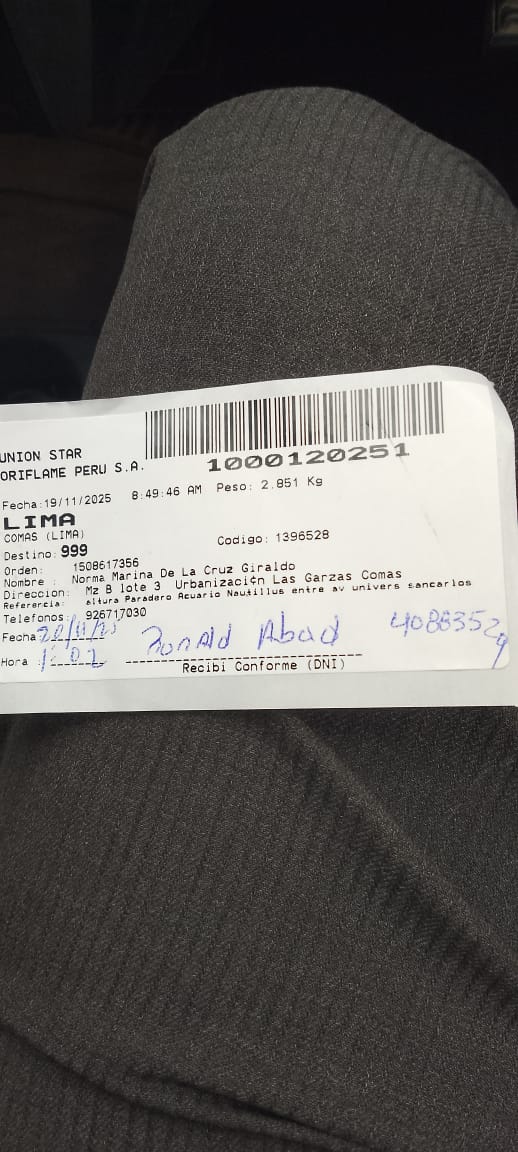 UNION STAR
ORIFLAME PERU S.A.
1000120251
Fecha:19/11/2025 8:49:46 AM Peso: 2.851 Kg
LIMA
COMAS (LIMA)
Destino: 999 Codigo: 1396528
Orden: 1508617356
Nombre : Norma Marina De La Cruz Giraldo
Direccion: Mz B lote 3 Urbanización Las Garzas Comas
Referencia: altura Paradero Acuario Nautillus entre av univers sancarlos
Telefonos: 926717030
Fecha Ronald Abad 40883529
Hora
Recibi Conforme (DNI)